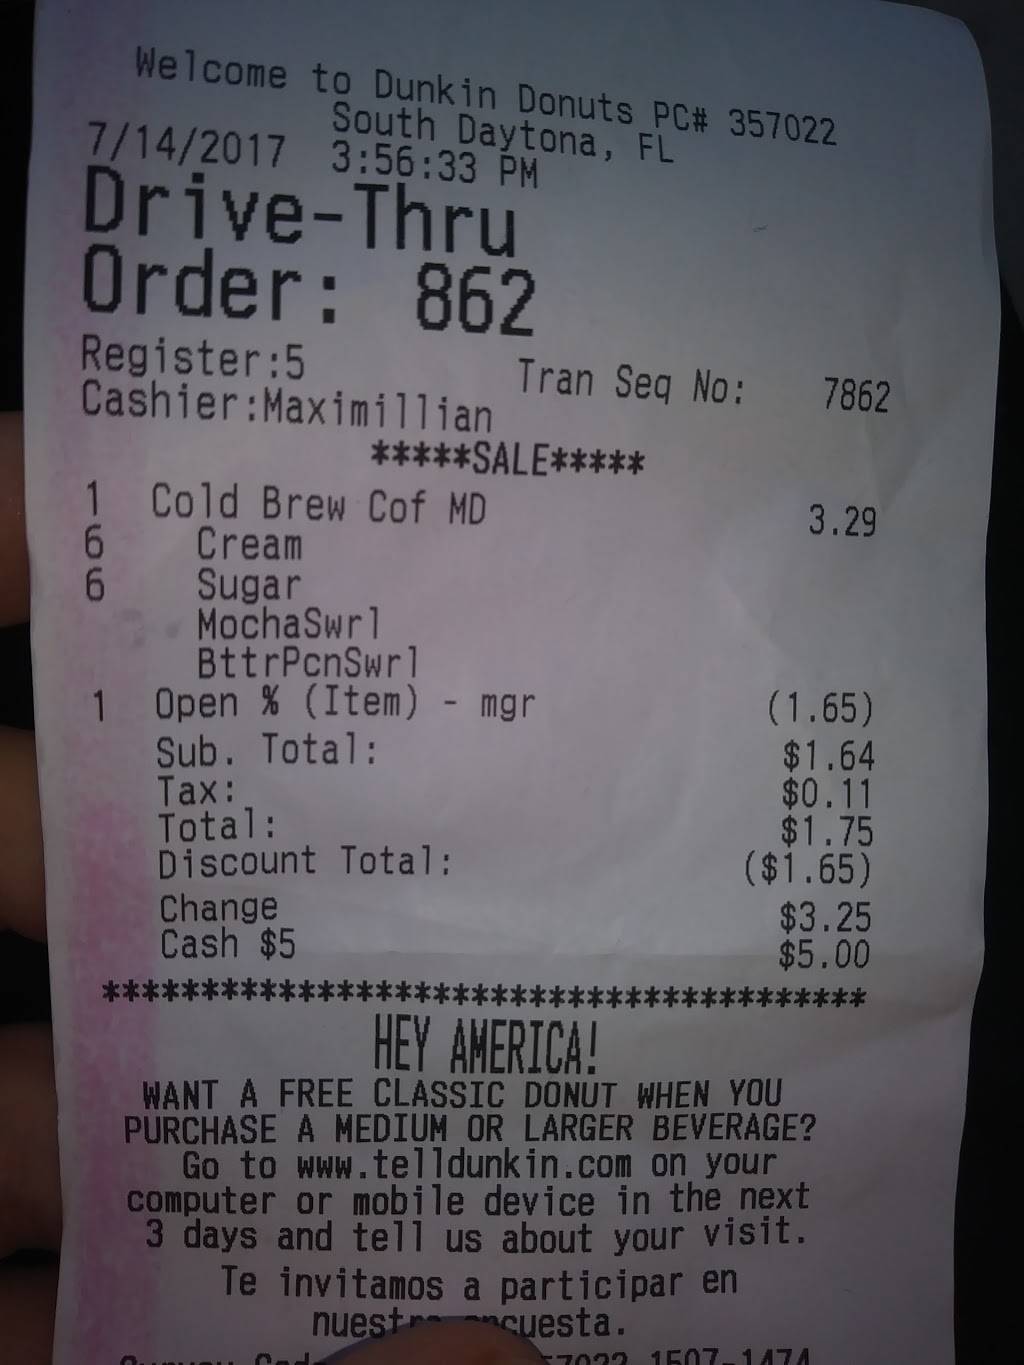 Welcome to Dunkin Donuts PC# 357022
South Daytona, FL
7/14/2017 3:56:33 PM
Drive-Thru
Order: 862
Register:5 Tran Seq No: 7862
Cashier:Maximillian
*****SALE*****
1 Cold Brew Cof MD 3.29
6 Cream
6 Sugar
MochaSwrl
BttrPcnSwrl
1 Open % (Item) - mgr (1.65)
Sub. Total: $1.64
Tax: $0.11
Total: $1.75
Discount Total: ($1.65)
Change $3.25
Cash $5 $5.00
****************************************
HEY AMERICA!
WANT A FREE CLASSIC DONUT WHEN YOU
PURCHASE A MEDIUM OR LARGER BEVERAGE?
Go to www.telldunkin.com on your
computer or mobile device in the next
3 days and tell us about your visit.
Te invitamos a participar en
encuesta.
Survey 1507-1474